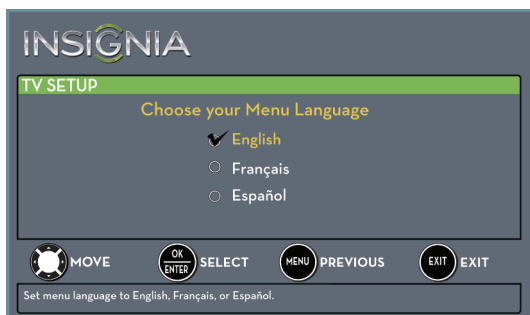 INSIGNIA
TV SETUP
Choose your Menu Language
English
Français
Español
MOVE OK ENTER SELECT MENU PREVIOUS EXIT EXIT
Set menu language to English, Français, or Español.